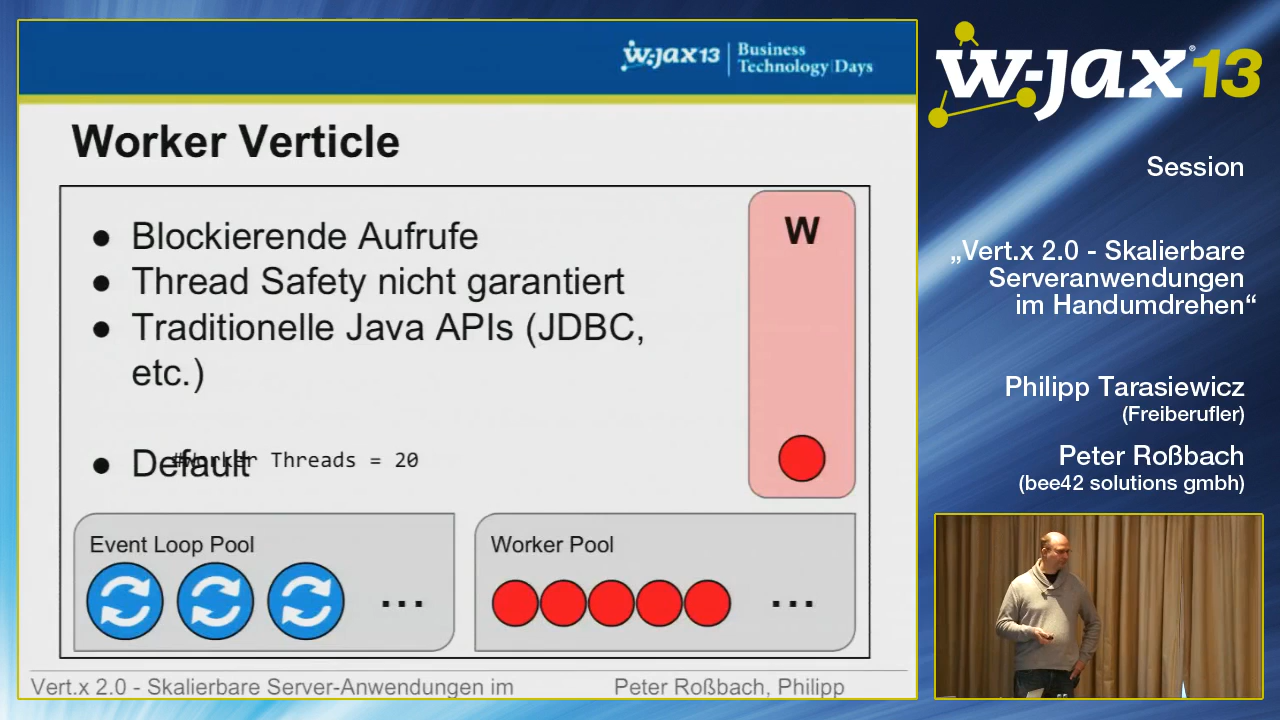 w-jax 13 | Business
Technology | Days
Worker Verticle
● Blockierende Aufrufe
● Thread Safety nicht garantiert
● Traditionelle Java APIs (JDBC,
etc.)
● Default
#Worker Threads = 20
W
Event Loop Pool
...
Worker Pool
...
Vert.x 2.0 - Skalierbare Server-Anwendungen im
Peter Roßbach, Philipp
w-jax® 13
Session
„Vert.x 2.0 - Skalierbare
Serveranwendungen
im Handumdrehen“
Philipp Tarasiewicz
(Freiberufler)
Peter Roßbach
(bee42 solutions gmbh)